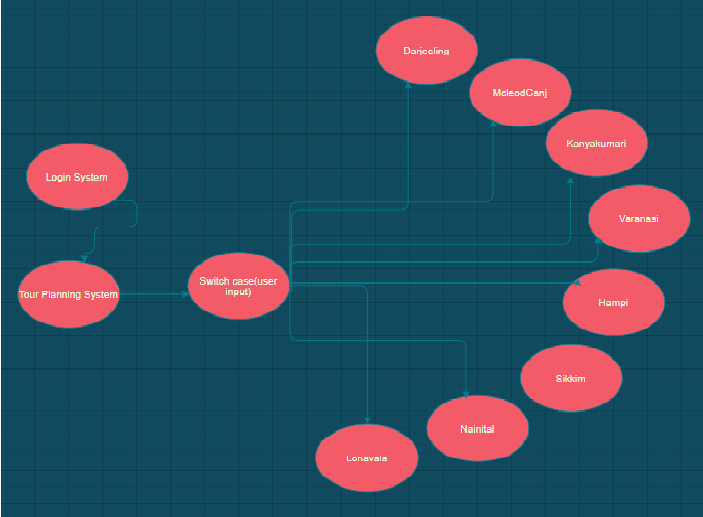 Darjeeling
McleodGanj
Kanyakumari
Login System
Varanasi
Switch case(user
input)
Tour Planning System
Hampi
Sikkim
Nainital
Lonavala